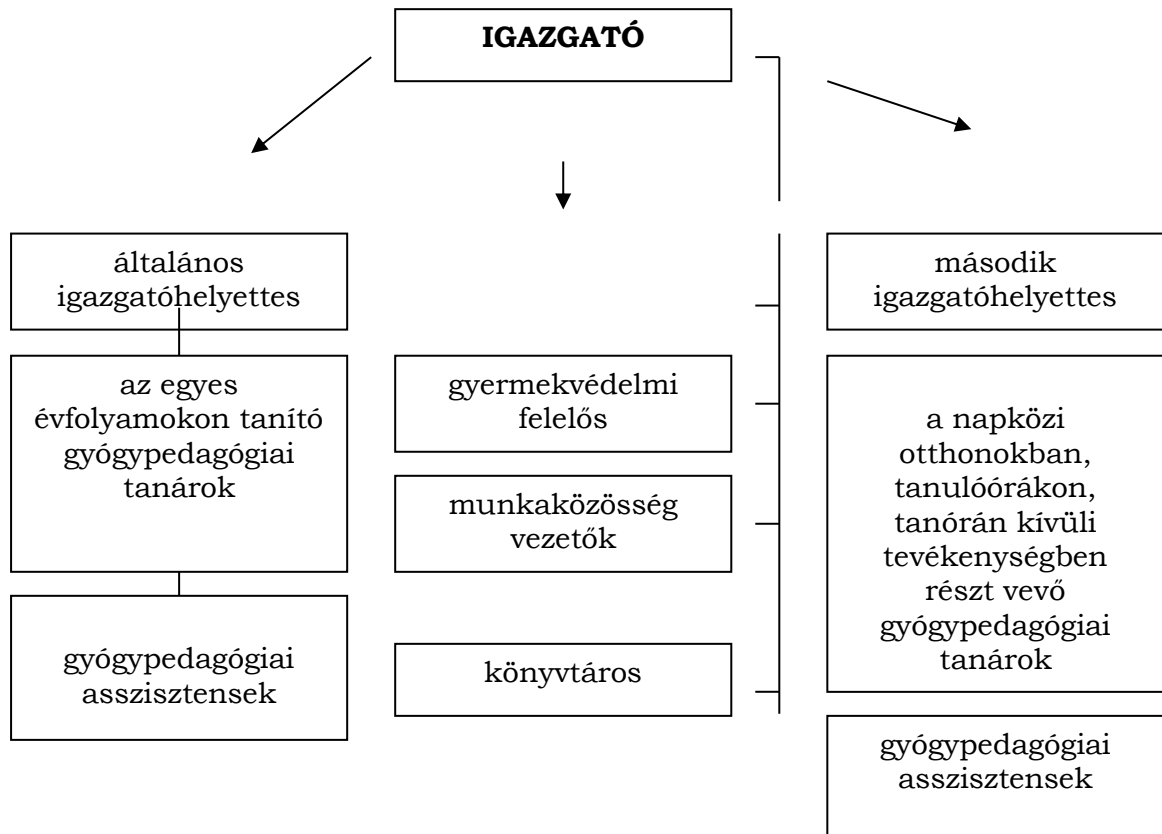 IGAZGATÓ
általános
igazgatóhelyettes
az egyes
évfolyamokon tanító
gyógypedagógiai
tanárok
gyógypedagógiai
asszisztensek
gyermekvédelmi
felelős
munkaközösség
vezetők
könyvtáros
második
igazgatóhelyettes
a napközi
otthonokban,
tanulóórákon,
tanórán kívüli
tevékenységben
részt vevő
gyógypedagógiai
tanárok
gyógypedagógiai
asszisztensek